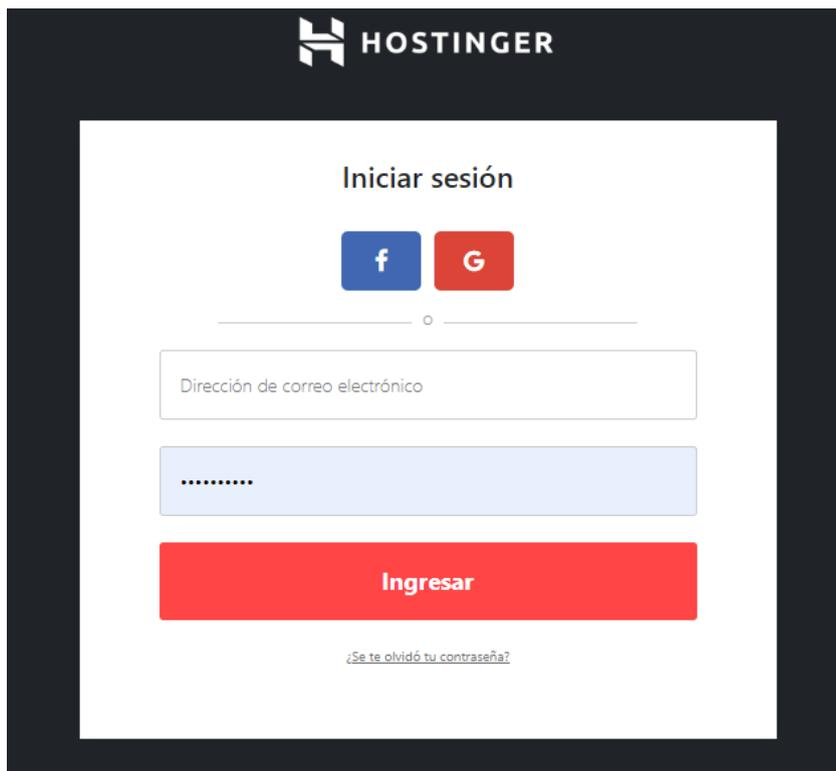 HOSTINGER
Iniciar sesión
f G
o
Dirección de correo electrónico
••••••••••
Ingresar
¿Se te olvidó tu contraseña?